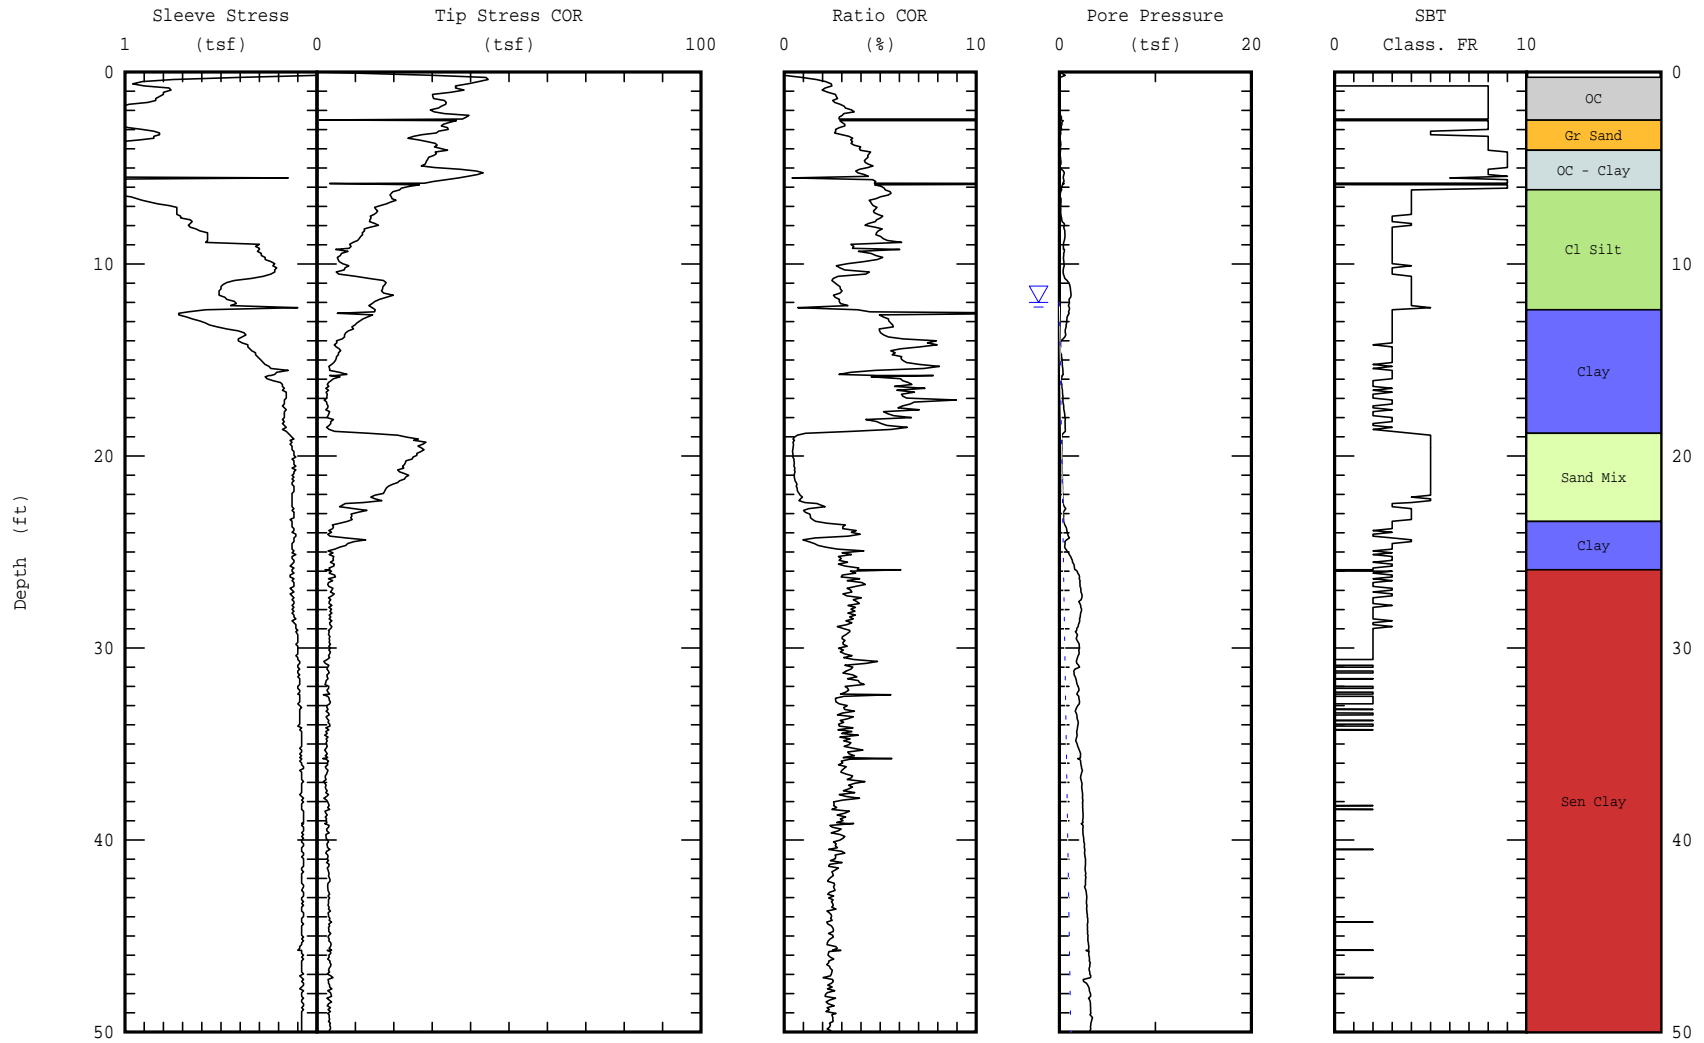 Sleeve Stress Tip Stress COR Ratio COR Pore Pressure SBT
1 (tsf) 0 (tsf) 100 0 (%) 10 0 (tsf) 20 0 Class. FR 10
0 0
OC
Gr Sand
OC - Clay
Cl Silt
10 10
Clay
20 20
Sand Mix
Depth (ft)
Clay
30 30
Sen Clay
40 40
50 50